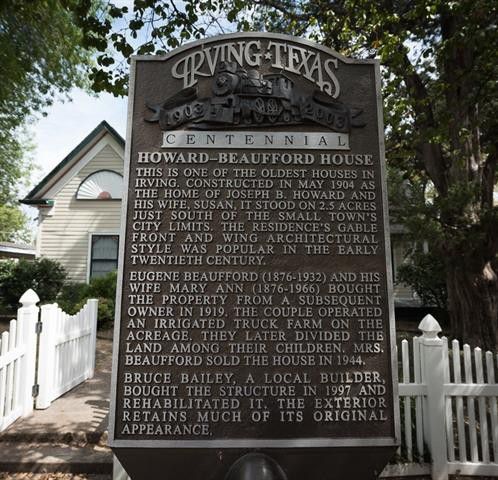 IRVING, TEXAS
1903 2003
CENTENNIAL
HOWARD–BEAUFFORD HOUSE
THIS IS ONE OF THE OLDEST HOUSES IN
IRVING. CONSTRUCTED IN MAY 1904 AS
THE HOME OF JOSEPH B. HOWARD AND
HIS WIFE, SUSAN, IT STOOD ON 2.5 ACRES
JUST SOUTH OF THE SMALL TOWN'S
CITY LIMITS. THE RESIDENCE'S GABLE
FRONT AND WING ARCHITECTURAL
STYLE WAS POPULAR IN THE EARLY
TWENTIETH CENTURY.
EUGENE BEAUFFORD (1876-1932) AND HIS
WIFE MARY ANN (1876-1966) BOUGHT
THE PROPERTY FROM A SUBSEQUENT
OWNER IN 1919. THE COUPLE OPERATED
AN IRRIGATED TRUCK FARM ON THE
ACREAGE. THEY LATER DIVIDED THE
LAND AMONG THEIR CHILDREN. MRS.
BEAUFFORD SOLD THE HOUSE IN 1944.
BRUCE BAILEY, A LOCAL BUILDER,
BOUGHT THE STRUCTURE IN 1997 AND
REHABILITATED IT. THE EXTERIOR
RETAINS MUCH OF ITS ORIGINAL
APPEARANCE.